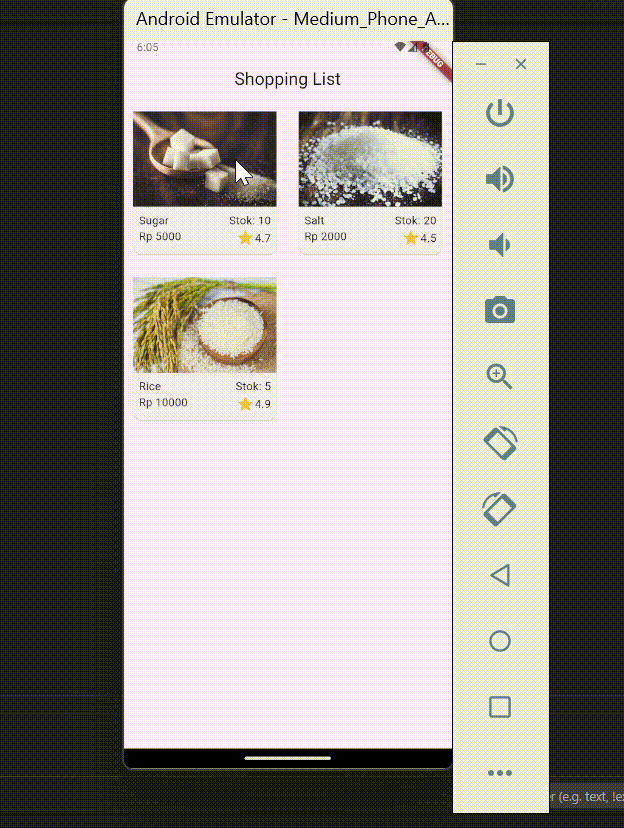 Android Emulator - Medium_Phone_A...
6:05
DEBUG
Shopping List
Sugar Stok: 10
Rp 5000 4.7
Salt Stok: 20
Rp 2000 4.5
Rice Stok: 5
Rp 10000 4.9
r (e.g. text, !ex